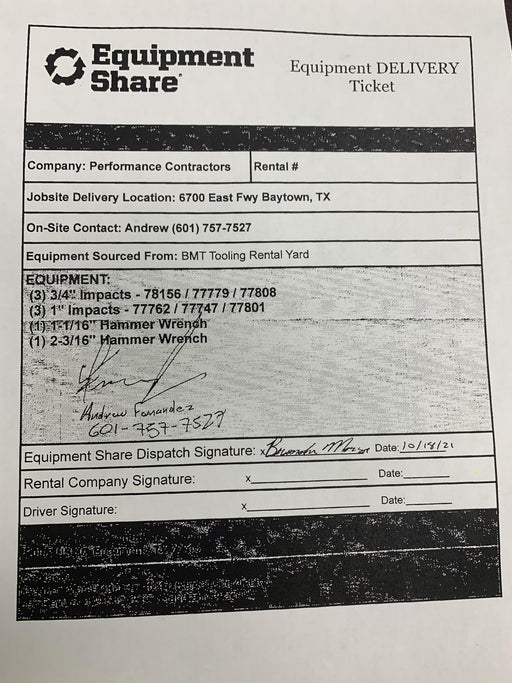 Equipment
Share
Equipment DELIVERY
Ticket
Company: Performance Contractors
Rental #
Jobsite Delivery Location: 6700 East Fwy Baytown, TX
On-Site Contact: Andrew (601) 757-7527
Equipment Sourced From: BMT Tooling Rental Yard
EQUIPMENT:
(3) 3/4" Impacts - 78156 / 77779 / 77808
(3) 1" Impacts - 77762 / 77747 / 77801
(1) 1-1/16" Hammer Wrench
(1) 2-3/16" Hammer Wrench
Andrew
601-757-7527
Equipment Share Dispatch Signature: x Date: 10/18/21
Rental Company Signature: x Date:
Driver Signature: x Date: